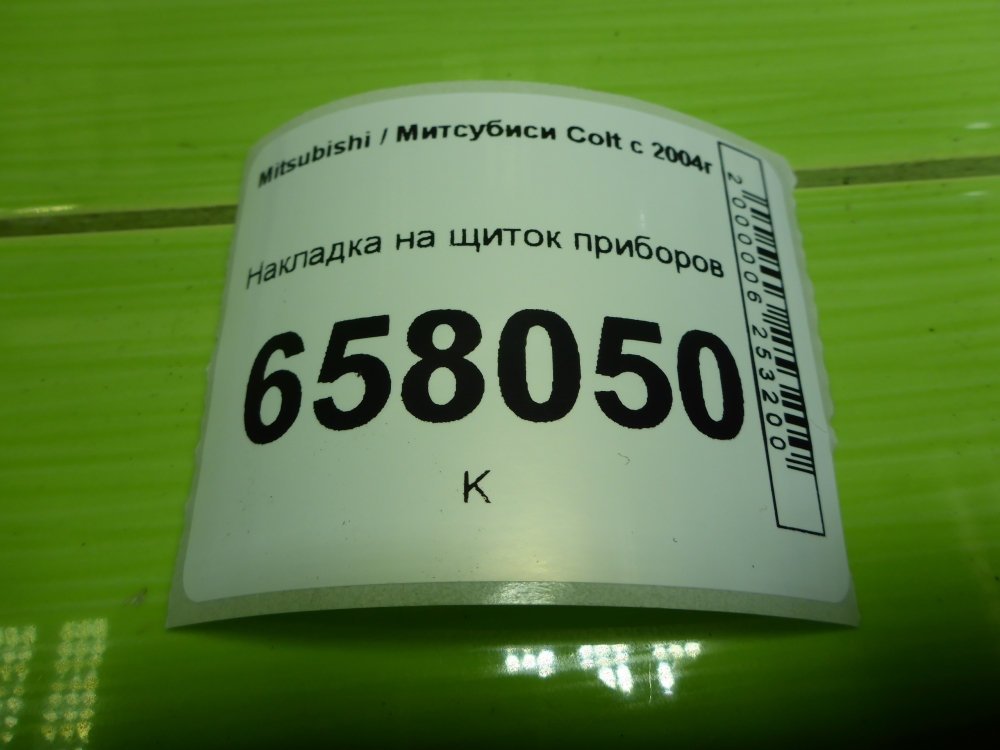 Mitsubishi / Митсубиси Colt с 2004г
Накладка на щиток приборов
658050
К
2000006253200